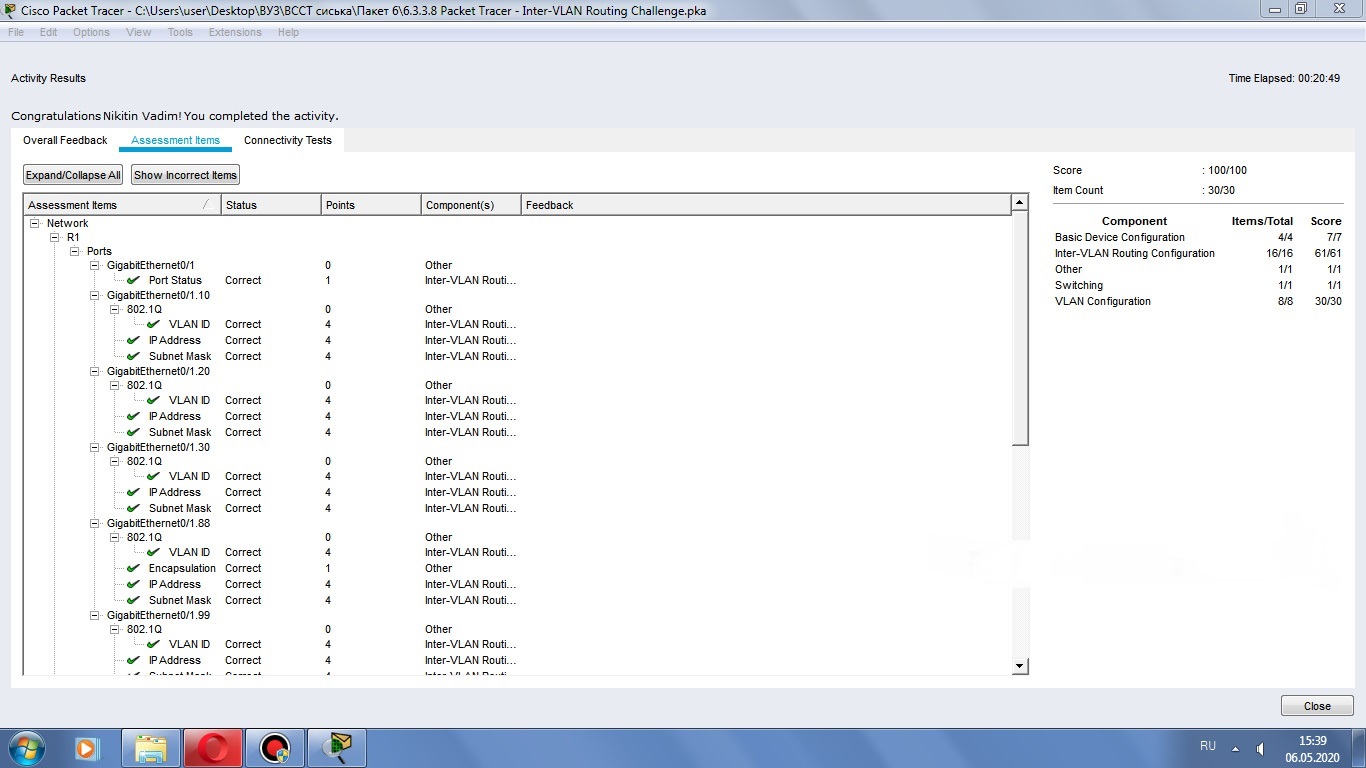 Cisco Packet Tracer - C:\Users\user\Desktop\ВУЗ\ВССТ сиська\Пакет 6\6.3.3.8 Packet Tracer - Inter-VLAN Routing Challenge.pka
File Edit Options View Tools Extensions Help
Activity Results
Time Elapsed: 00:20:49
Congratulations Nikitin Vadim! You completed the activity.
Overall Feedback Assessment Items Connectivity Tests
Expand/Collapse All Show Incorrect Items
Assessment Items Status Points Component(s) Feedback
Network
R1
Ports
GigabitEthernet0/1 0 Other
Port Status Correct 1 Inter-VLAN Routi...
GigabitEthernet0/1.10
802.1Q 0 Other
VLAN ID Correct 4 Inter-VLAN Routi...
IP Address Correct 4 Inter-VLAN Routi...
Subnet Mask Correct 4 Inter-VLAN Routi...
GigabitEthernet0/1.20
802.1Q 0 Other
VLAN ID Correct 4 Inter-VLAN Routi...
IP Address Correct 4 Inter-VLAN Routi...
Subnet Mask Correct 4 Inter-VLAN Routi...
GigabitEthernet0/1.30
802.1Q 0 Other
VLAN ID Correct 4 Inter-VLAN Routi...
IP Address Correct 4 Inter-VLAN Routi...
Subnet Mask Correct 4 Inter-VLAN Routi...
GigabitEthernet0/1.88
802.1Q 0 Other
VLAN ID Correct 4 Inter-VLAN Routi...
Encapsulation Correct 1 Other
IP Address Correct 4 Inter-VLAN Routi...
Subnet Mask Correct 4 Inter-VLAN Routi...
GigabitEthernet0/1.99
802.1Q 0 Other
VLAN ID Correct 4 Inter-VLAN Routi...
IP Address Correct 4 Inter-VLAN Routi...
Subnet Mask Correct 4 Inter-VLAN Routi...
Score : 100/100
Item Count : 30/30
Component Items/Total Score
Basic Device Configuration 4/4 7/7
Inter-VLAN Routing Configuration 16/16 61/61
Other 1/1 1/1
Switching 1/1 1/1
VLAN Configuration 8/8 30/30
Close
RU
15:39
06.05.2020